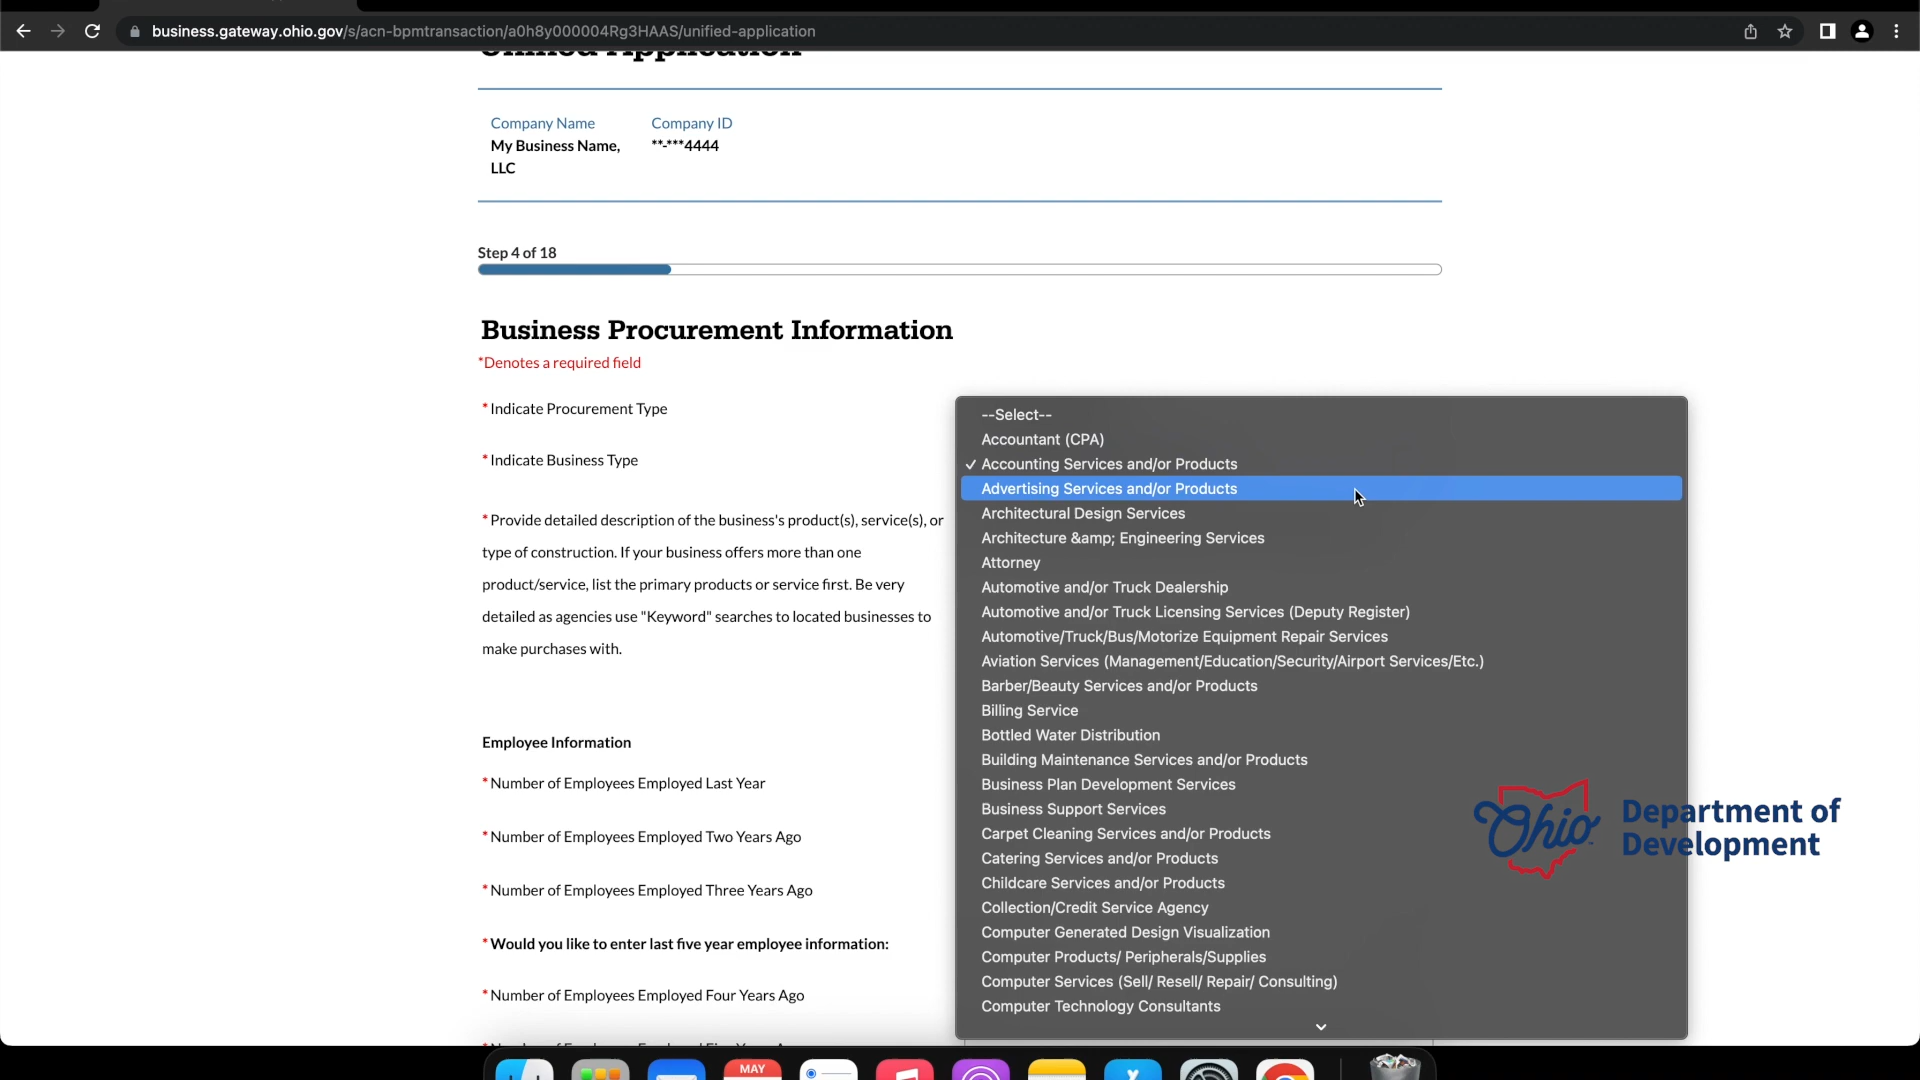 business.gateway.ohio.gov/s/acn-bpmtransaction/a0h8y000004Rg3HAAS/unified-application
Unified Application
Company Name
Company ID
My Business Name,
LLC
**-***4444
Step 4 of 18
Business Procurement Information
*Denotes a required field
*Indicate Procurement Type
*Indicate Business Type
*Provide detailed description of the business's product(s), service(s), or
type of construction. If your business offers more than one
product/service, list the primary products or service first. Be very
detailed as agencies use "Keyword" searches to located businesses to
make purchases with.
Employee Information
*Number of Employees Employed Last Year
*Number of Employees Employed Two Years Ago
*Number of Employees Employed Three Years Ago
*Would you like to enter last five year employee information:
*Number of Employees Employed Four Years Ago
--Select--
Accountant (CPA)
✓ Accounting Services and/or Products
Advertising Services and/or Products
Architectural Design Services
Architecture &amp; Engineering Services
Attorney
Automotive and/or Truck Dealership
Automotive and/or Truck Licensing Services (Deputy Register)
Automotive/Truck/Bus/Motorize Equipment Repair Services
Aviation Services (Management/Education/Security/Airport Services/Etc.)
Barber/Beauty Services and/or Products
Billing Service
Bottled Water Distribution
Building Maintenance Services and/or Products
Business Plan Development Services
Business Support Services
Carpet Cleaning Services and/or Products
Catering Services and/or Products
Childcare Services and/or Products
Collection/Credit Service Agency
Computer Generated Design Visualization
Computer Products/ Peripherals/Supplies
Computer Services (Sell/ Resell/ Repair/ Consulting)
Computer Technology Consultants
Ohio
Department of
Development
MAY